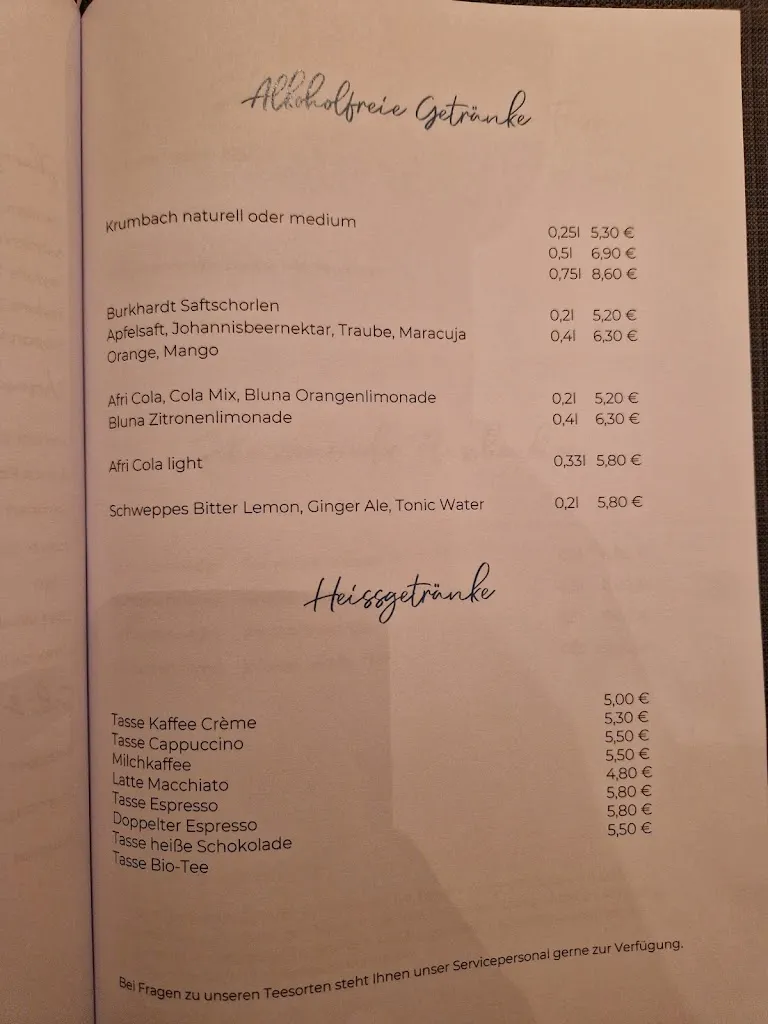 Alkoholfreie Getränke
Krumbach naturell oder medium
0,25l 5,30 €
0,5l 6,90 €
0,75l 8,60 €
Burkhardt Saftschorlen
Apfelsaft, Johannisbeernektar, Traube, Maracuja
Orange, Mango
0,2l 5,20 €
0,4l 6,30 €
Afri Cola, Cola Mix, Bluna Orangenlimonade 0,2l 5,20 €
Bluna Zitronenlimonade 0,4l 6,30 €
Afri Cola light 0,33l 5,80 €
Schweppes Bitter Lemon, Ginger Ale, Tonic Water 0,2l 5,80 €
Heissgetränke
Tasse Kaffee Crème 5,00 €
Tasse Cappuccino 5,30 €
Milchkaffee 5,50 €
Latte Macchiato 5,50 €
Tasse Espresso 4,80 €
Doppelter Espresso 5,80 €
Tasse heiße Schokolade 5,80 €
Tasse Bio-Tee 5,50 €
Bei Fragen zu unseren Teesorten steht Ihnen unser Servicepersonal gerne zur Verfügung.